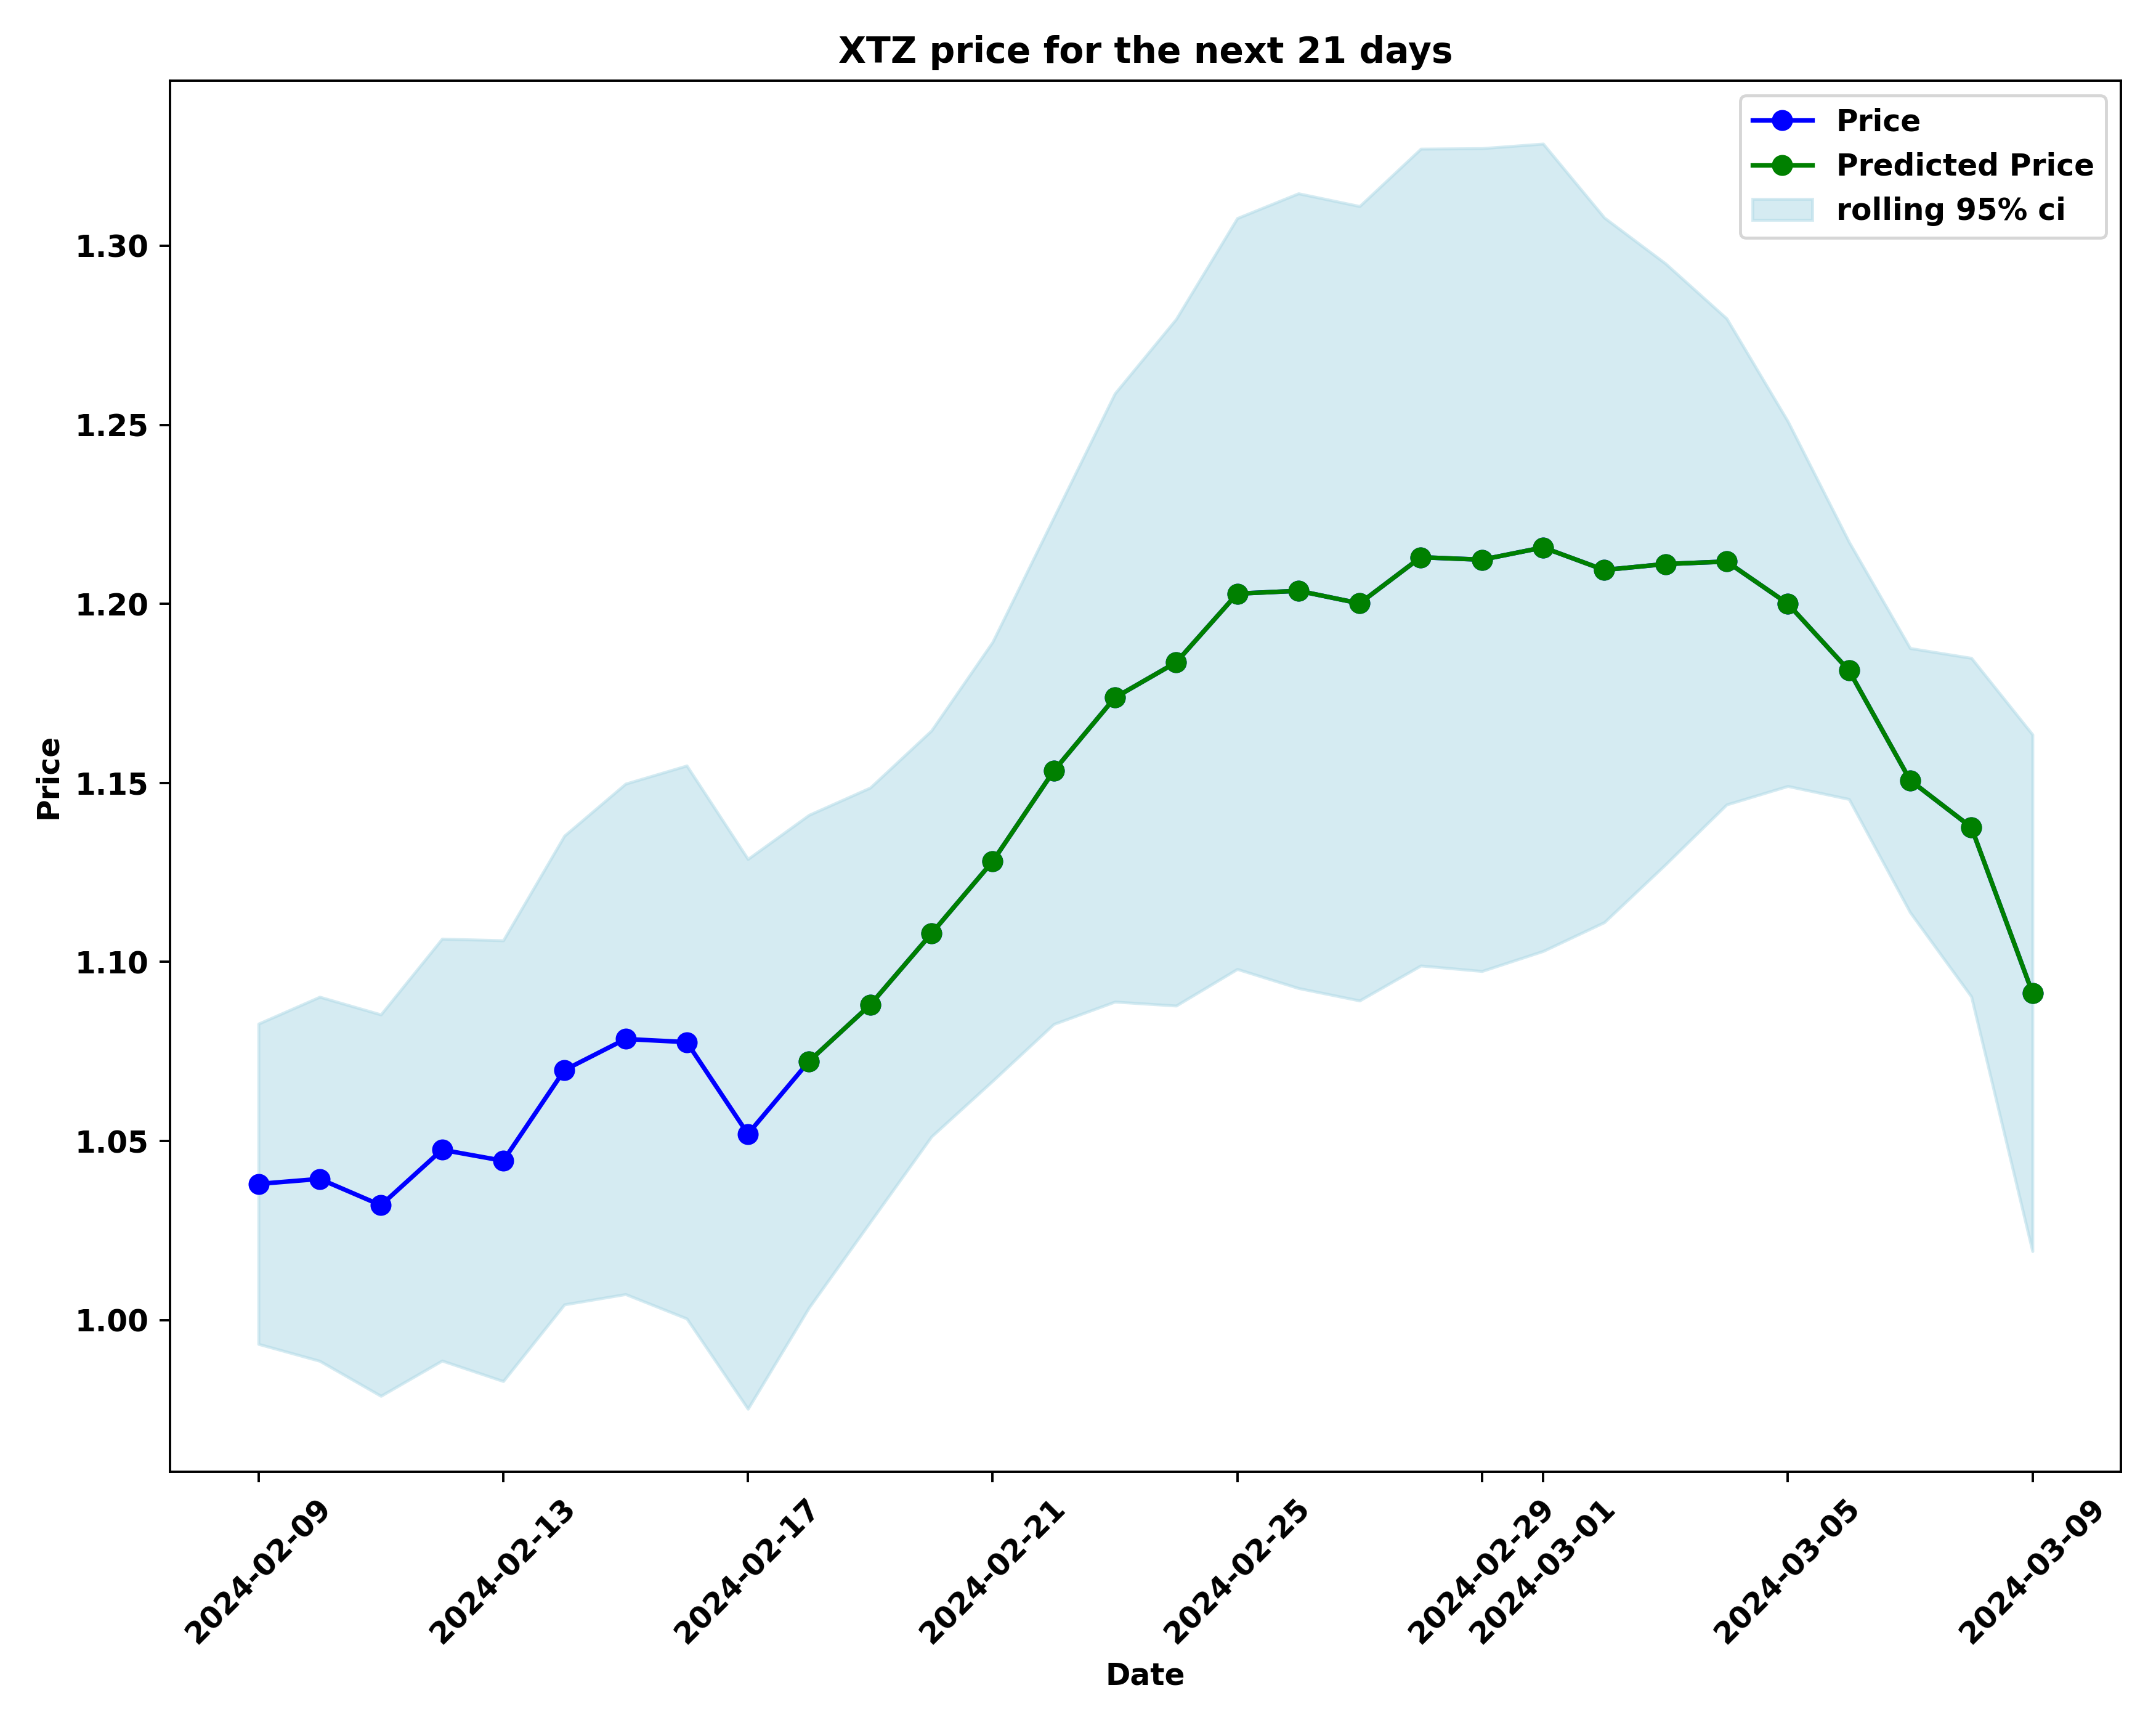 XTZ price for the next 21 days
Price
Predicted Price
rolling 95% ci
1.30
1.25
1.20
1.15
1.10
1.05
1.00
Price
2024-02-09
2024-02-13
2024-02-17
2024-02-21
2024-02-25
2024-02-29
2024-03-01
2024-03-05
2024-03-09
Date